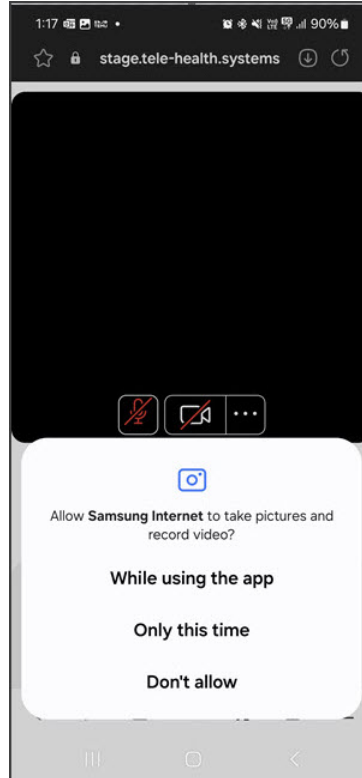 1:17
90%
stage.tele-health.systems
Allow Samsung Internet to take pictures and
record video?
While using the app
Only this time
Don't allow